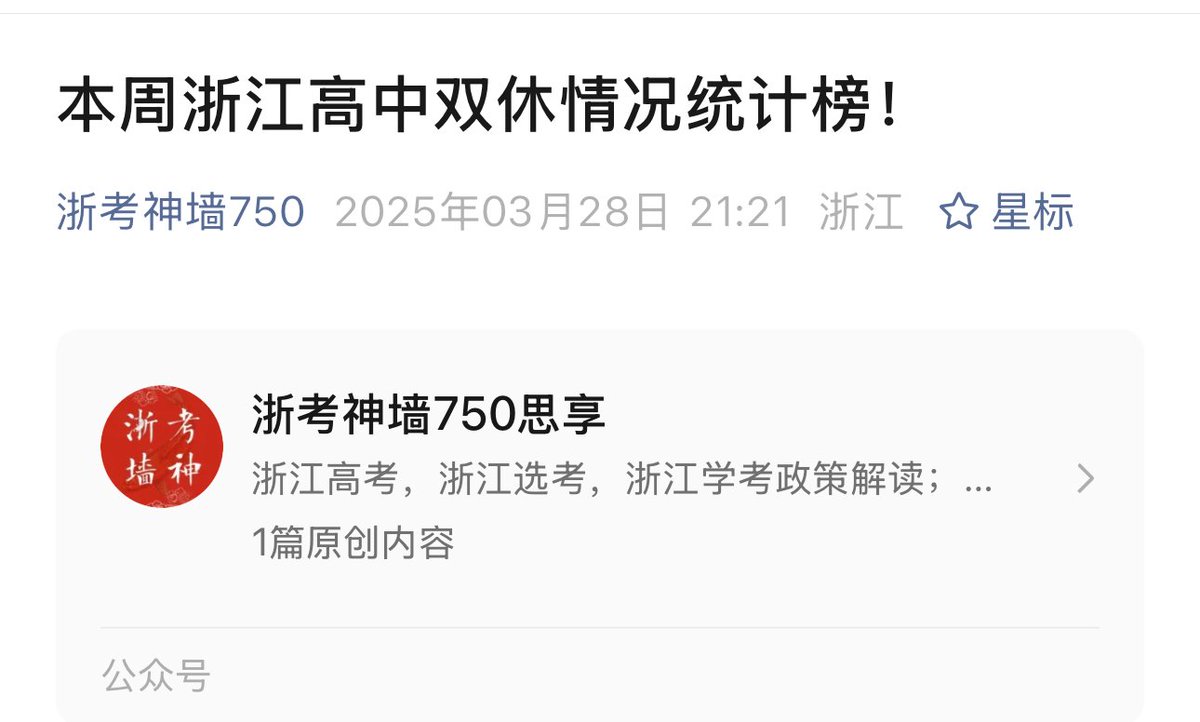 本周浙江高中双休情况统计榜！
浙考神墙750 2025年03月28日 21:21 浙江 星标
浙考
墙神
浙考神墙750思享
浙江高考，浙江选考，浙江学考政策解读；...
1篇原创内容
公众号